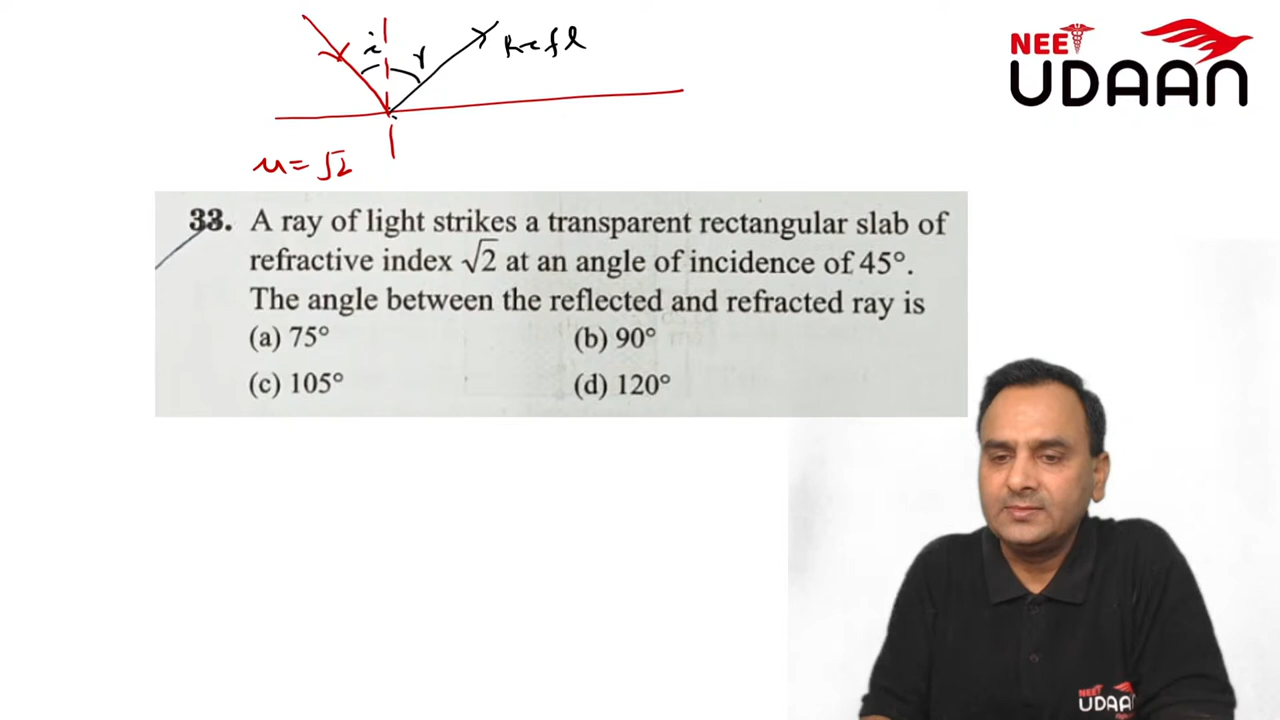 i r Refl
NEET
UDAAN
μ = √2
33. A ray of light strikes a transparent rectangular slab of
refractive index √2 at an angle of incidence of 45°.
The angle between the reflected and refracted ray is
(a) 75° (b) 90°
(c) 105° (d) 120°
NEET
UDAAN